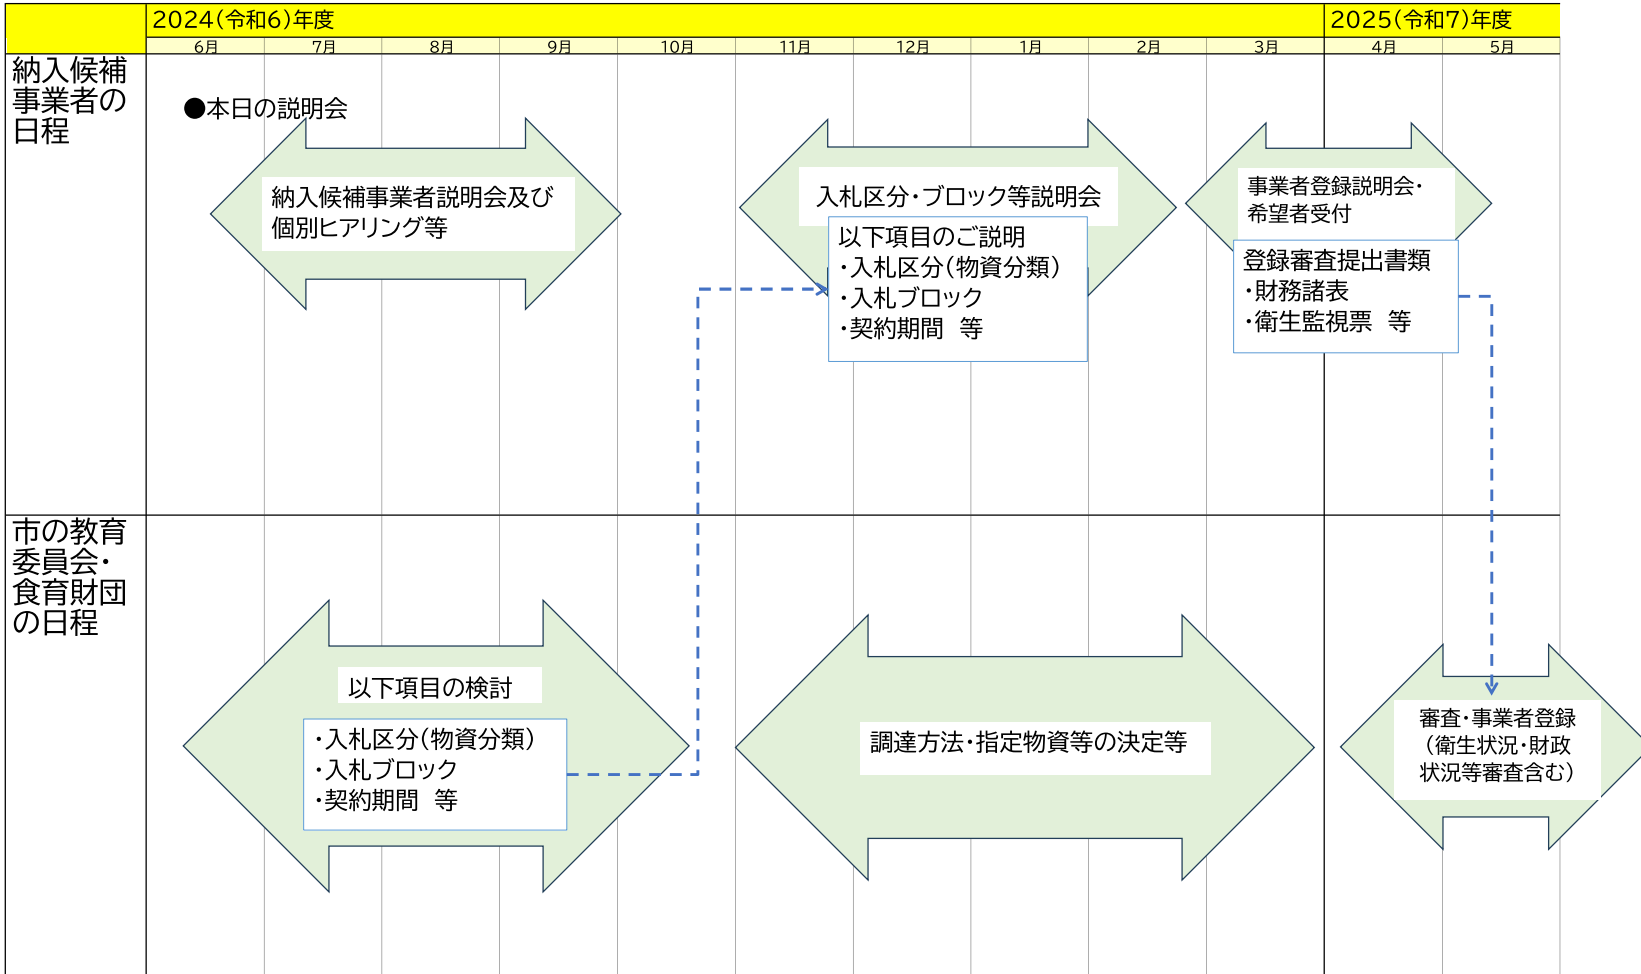 2024(令和6)年度
2025(令和7)年度
6月
7月
8月
9月
10月
11月
12月
1月
2月
3月
4月
5月
納入候補
事業者の
日程
●本日の説明会
納入候補事業者説明会及び
個別ヒアリング等
入札区分・ブロック等説明会
以下項目のご説明
・入札区分(物資分類)
・入札ブロック
・契約期間　等
事業者登録説明会・
希望者受付
登録審査提出書類
・財務諸表
・衛生監視票　等
市の教育
委員会・
食育財団
の日程
以下項目の検討
・入札区分(物資分類)
・入札ブロック
・契約期間　等
調達方法・指定物資等の決定等
審査・事業者登録
(衛生状況・財政
状況等審査含む)